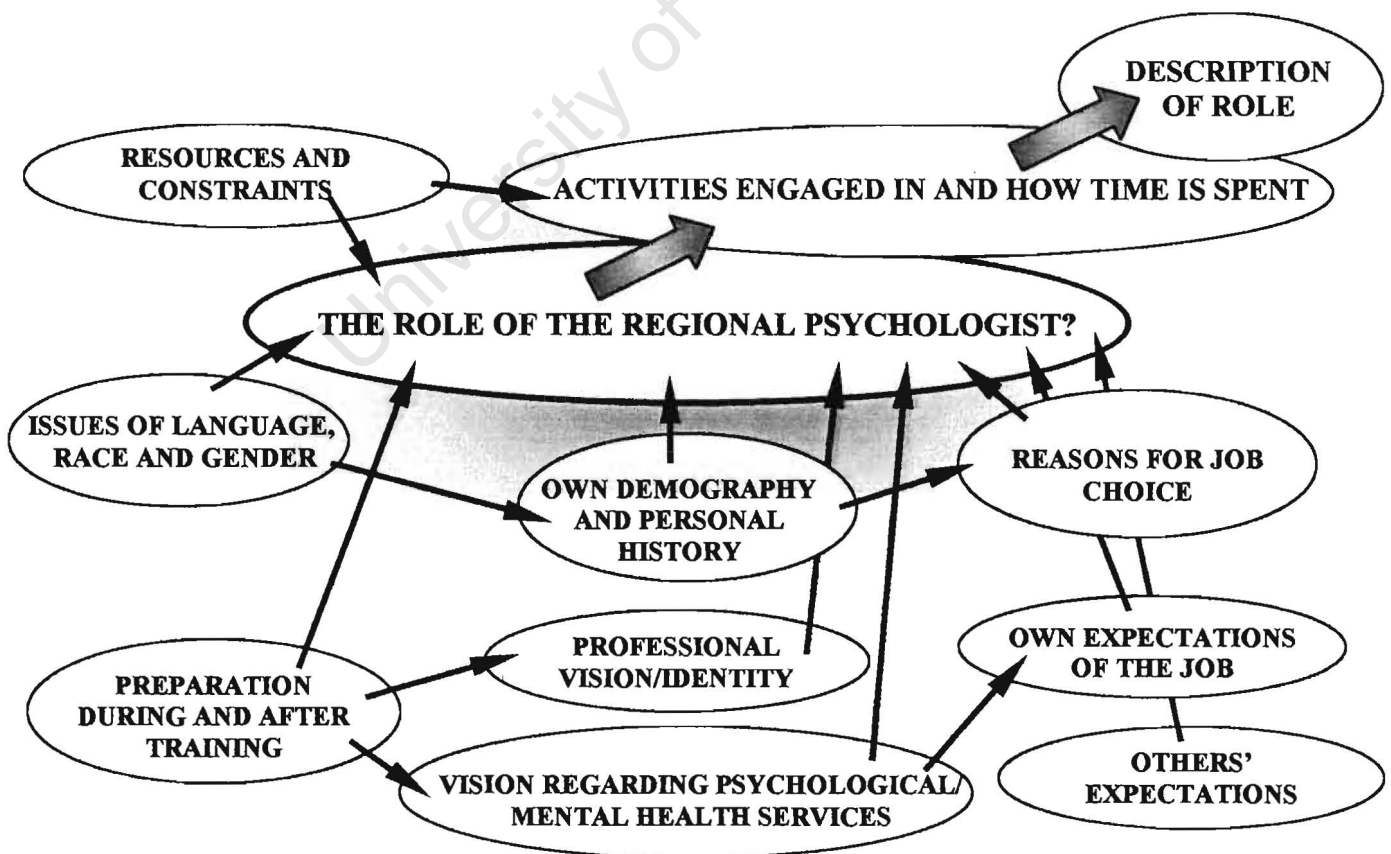 University of
DESCRIPTION
OF ROLE
RESOURCES AND
CONSTRAINTS
ACTIVITIES ENGAGED IN AND HOW TIME IS SPENT
THE ROLE OF THE REGIONAL PSYCHOLOGIST?
ISSUES OF LANGUAGE,
RACE AND GENDER
OWN DEMOGRAPHY
AND PERSONAL
HISTORY
REASONS FOR JOB
CHOICE
PREPARATION
DURING AND AFTER
TRAINING
PROFESSIONAL
VISION/IDENTITY
OWN EXPECTATIONS
OF THE JOB
VISION REGARDING PSYCHOLOGICAL/
MENTAL HEALTH SERVICES
OTHERS'
EXPECTATIONS